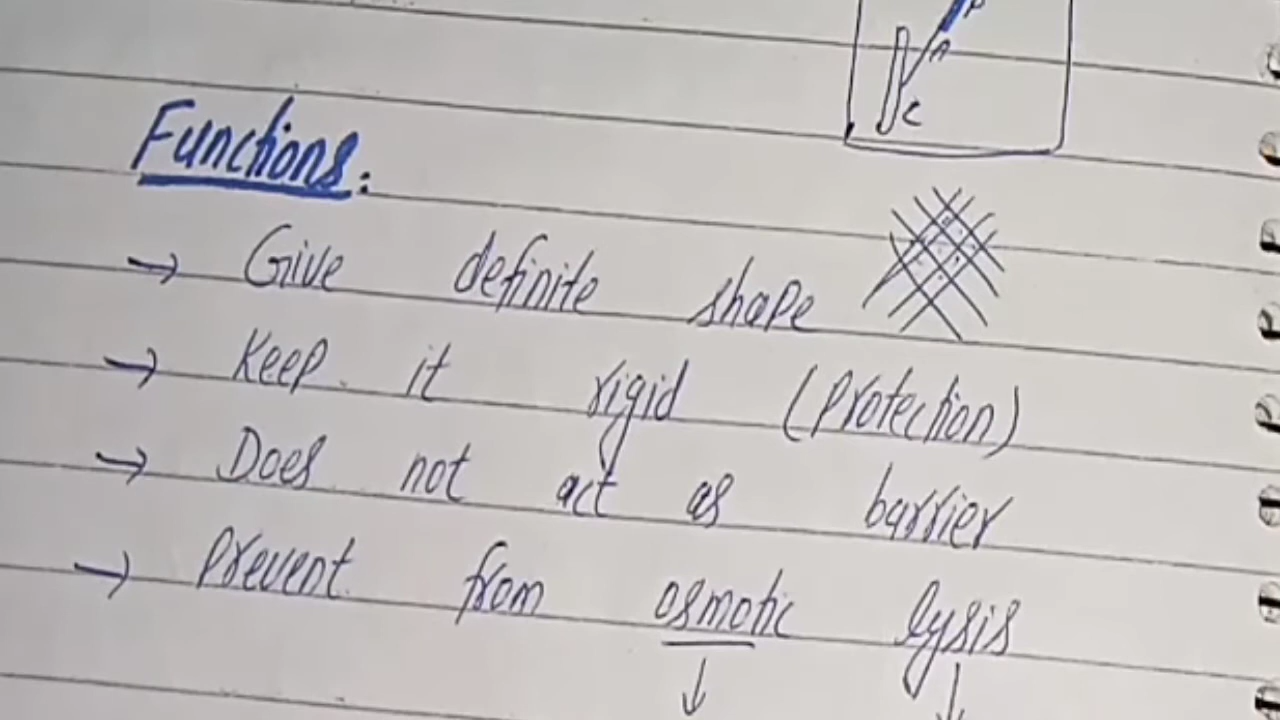 Functions:
→ Give definite shape
→ Keep it rigid (Protection)
→ Does not act as barrier
→ Prevent from osmotic lysis